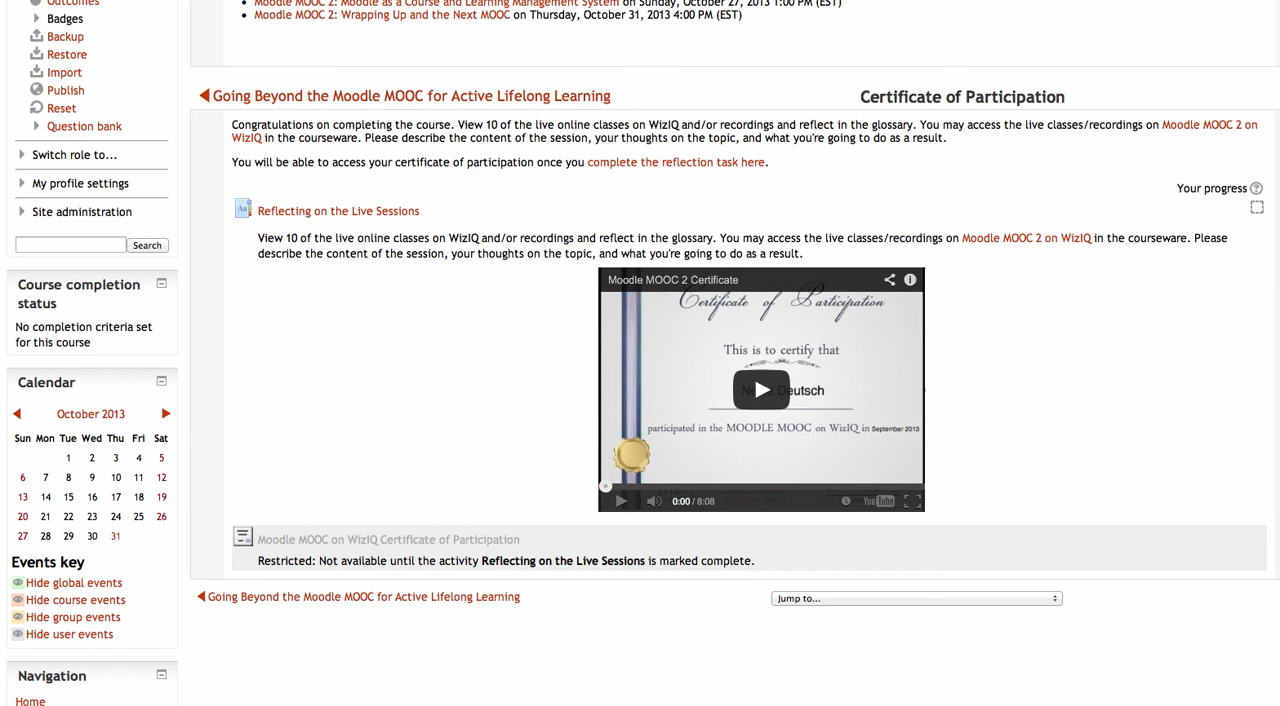 Outcomes
Badges
Backup
Restore
Import
Publish
Reset
Question bank
Switch role to...
My profile settings
Site administration
Search
Course completion
status
No completion criteria set
for this course
Calendar
October 2013
Sun Mon Tue Wed Thu Fri Sat
1 2 3 4 5
6 7 8 9 10 11 12
13 14 15 16 17 18 19
20 21 22 23 24 25 26
27 28 29 30 31
Events key
Hide global events
Hide course events
Hide group events
Hide user events
Navigation
Home
Moodle MOOC 2: Moodle as a Course and Learning Management System on Sunday, October 27, 2013 1:00 PM (EST)
Moodle MOOC 2: Wrapping Up and the Next MOOC on Thursday, October 31, 2013 4:00 PM (EST)
Going Beyond the Moodle MOOC for Active Lifelong Learning
Certificate of Participation
Congratulations on completing the course. View 10 of the live online classes on WizIQ and/or recordings and reflect in the glossary. You may access the live classes/recordings on Moodle MOOC 2 on
WizIQ in the courseware. Please describe the content of the session, your thoughts on the topic, and what you're going to do as a result.
You will be able to access your certificate of participation once you complete the reflection task here.
Your progress
Reflecting on the Live Sessions
View 10 of the live online classes on WizIQ and/or recordings and reflect in the glossary. You may access the live classes/recordings on Moodle MOOC 2 on WizIQ in the courseware. Please
describe the content of the session, your thoughts on the topic, and what you're going to do as a result.
Moodle MOOC 2 Certificate
Certificate of Participation
This is to certify that
Deutsch
participated in the MOODLE MOOC on WizIQ in September 2013
0:00 / 8:08
YouTube
Moodle MOOC on WizIQ Certificate of Participation
Restricted: Not available until the activity Reflecting on the Live Sessions is marked complete.
Going Beyond the Moodle MOOC for Active Lifelong Learning
Jump to...